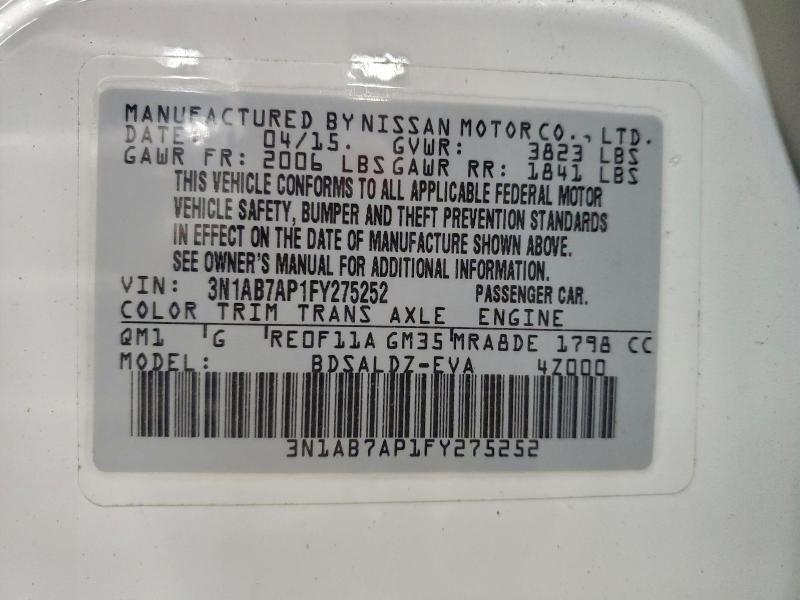 MANUFACTURED BY NISSAN MOTOR CO., LTD.
DATE: 04/15. GVWR: 3823 LBS
GAWR FR: 2006 LBS GAWR RR: 1841 LBS
THIS VEHICLE CONFORMS TO ALL APPLICABLE FEDERAL MOTOR
VEHICLE SAFETY, BUMPER AND THEFT PREVENTION STANDARDS
IN EFFECT ON THE DATE OF MANUFACTURE SHOWN ABOVE.
SEE OWNER'S MANUAL FOR ADDITIONAL INFORMATION.
VIN: 3N1AB7AP1FY275252 PASSENGER CAR.
COLOR TRIM TRANS AXLE ENGINE
QM1 G RE0F11A GM35 MRA8DE 1798 CC
MODEL: BDSALDZ-EVA 4Z000
3N1AB7AP1FY275252